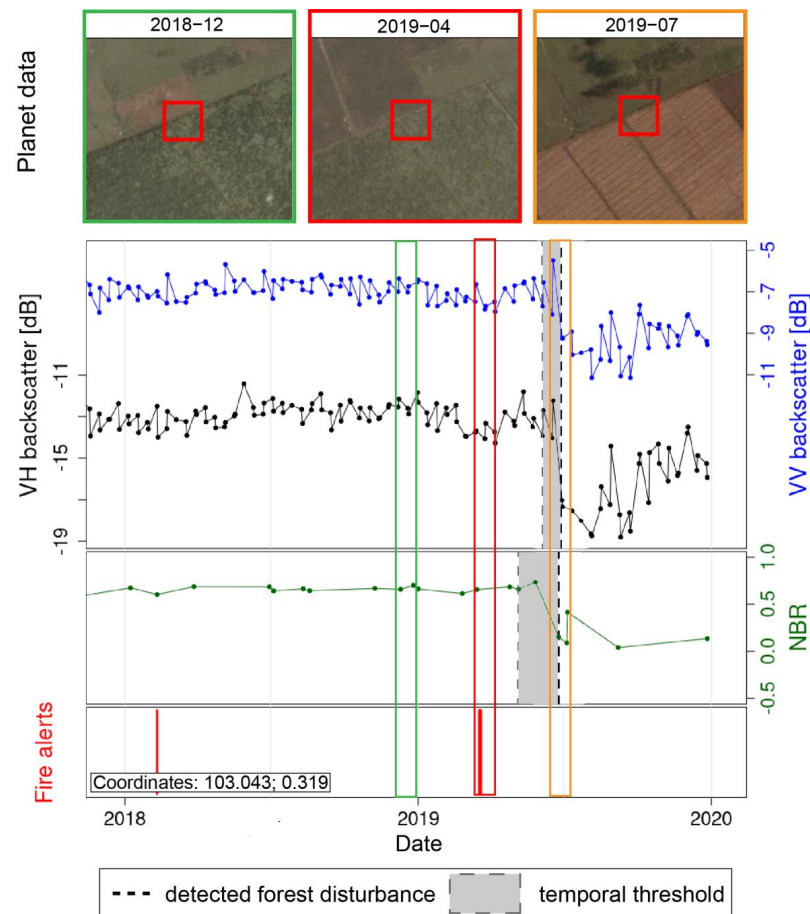 2018−12
2019−04
2019−07
Planet data
VH backscatter [dB]
-11
-15
-19
-5
-7
-9
-11
VV backscatter [dB]
1.0
0.5
0.0
-0.5
NBR
Fire alerts
Coordinates: 103.043; 0.319
2018
2019
2020
Date
detected forest disturbance
temporal threshold